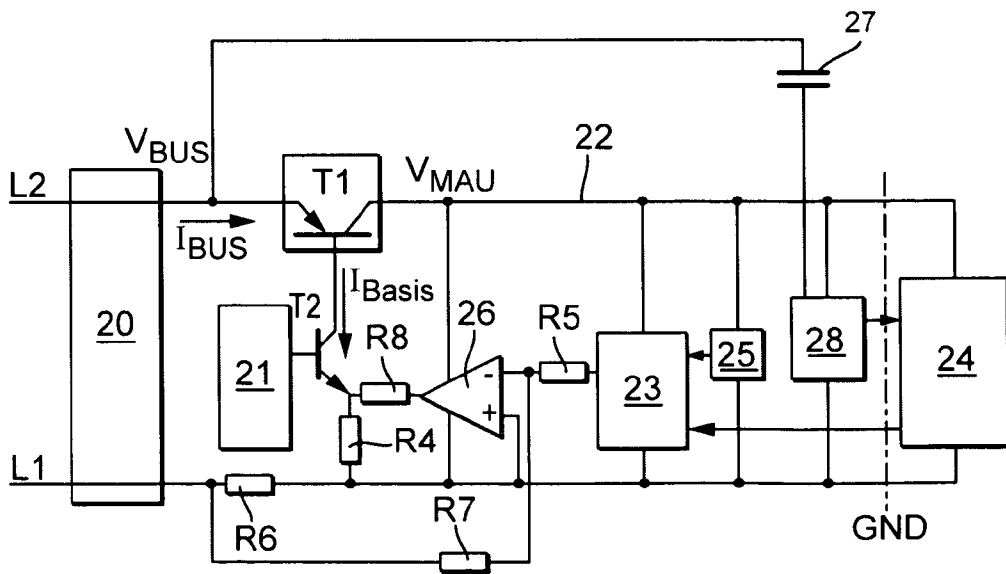 27
V_BUS
22
L2
T1
V_MAU
I_BUS
I_Basis
T2
26
R5
20
R8
-
25
28
24
21
23
+
R4
L1
R6
R7
GND